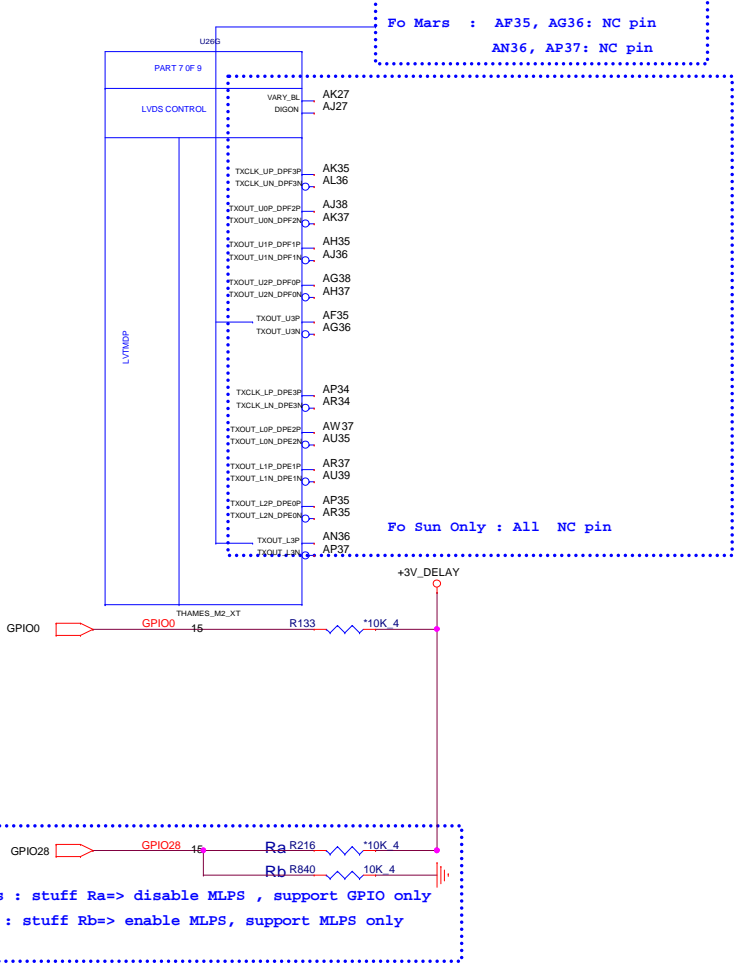 Fo Mars : AF35, AG36: NC pin
AN36, AP37: NC pin
U26G
PART 7 0F 9
LVDS CONTROL
VARY_BL AK27
DIGON AJ27
TXCLK_UP_DPF3P AK35
TXCLK_UN_DPF3N AL36
TXOUT_U0P_DPF2P AJ38
TXOUT_U0N_DPF2N AK37
TXOUT_U1P_DPF1P AH35
TXOUT_U1N_DPF1N AJ36
TXOUT_U2P_DPF0P AG38
TXOUT_U2N_DPF0N AH37
TXOUT_U3P AF35
TXOUT_U3N AG36
LVTMDP
TXCLK_LP_DPE3P AP34
TXCLK_LN_DPE3N AR34
TXOUT_L0P_DPE2P AW37
TXOUT_L0N_DPE2N AU35
TXOUT_L1P_DPE1P AR37
TXOUT_L1N_DPE1N AU39
TXOUT_L2P_DPE0P AP35
TXOUT_L2N_DPE0N AR35
Fo Sun Only : All NC pin
TXOUT_L3P AN36
TXOUT_L3N AP37
+3V_DELAY
THAMES_M2_XT
GPIO0 GPIO0 15 R133 *10K_4
GPIO28 GPIO28 15 Ra R216 *10K_4
Rb R840 10K_4
s : stuff Ra=> disable MLPS , support GPIO only
: stuff Rb=> enable MLPS, support MLPS only